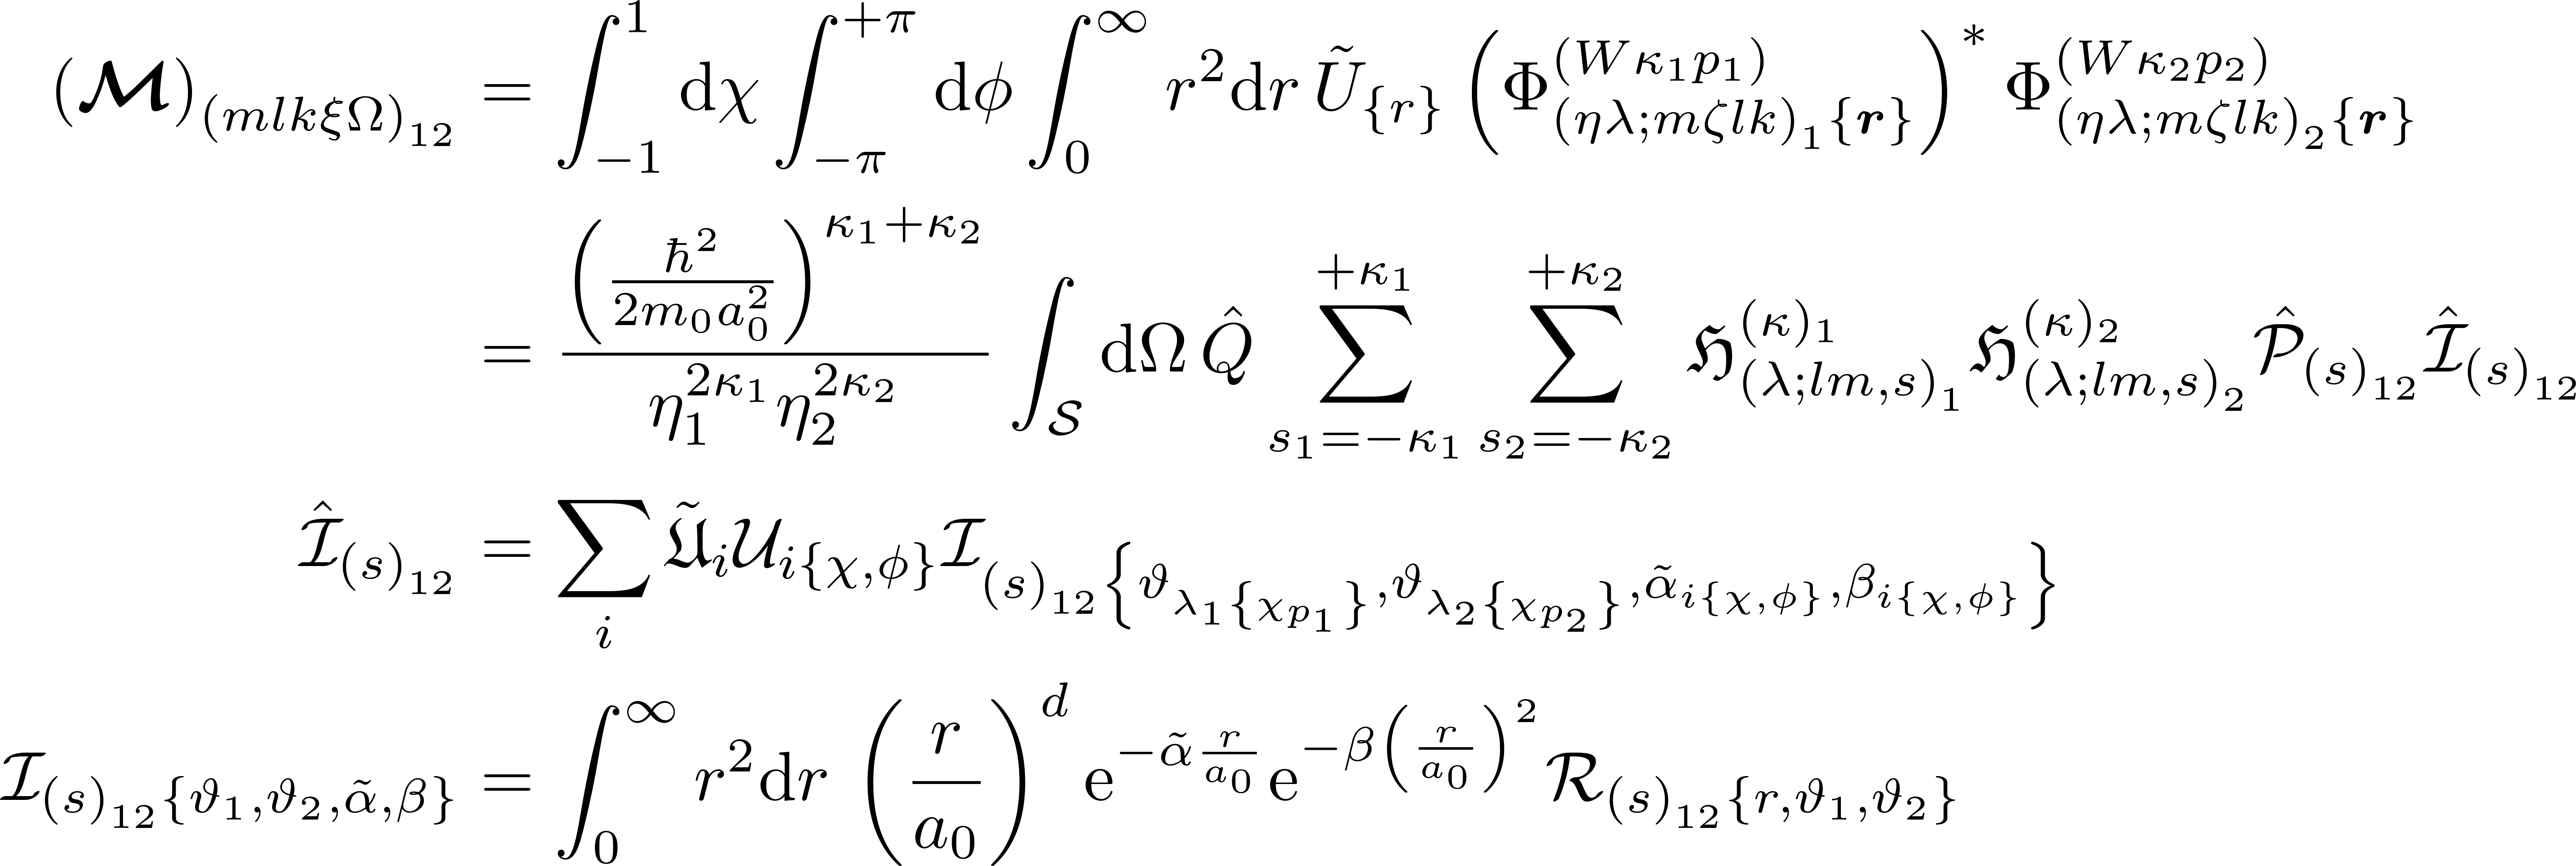 $(\boldsymbol{\mathcal{M}})_{(mlk\xi\Omega)_{12}} = \int_{-1}^{1} \mathrm{d}\chi \int_{-\pi}^{+\pi} \mathrm{d}\phi \int_{0}^{\infty} r^2 \mathrm{d}r \, \tilde{U}_{\{r\}} \left( \Phi^{(W\kappa_1 p_1)}_{(\eta\lambda;m\zeta lk)_1\{\boldsymbol{r}\}} \right)^{*} \Phi^{(W\kappa_2 p_2)}_{(\eta\lambda;m\zeta lk)_2\{\boldsymbol{r}\}}$
$= \frac{\left( \frac{\hbar^2}{2m_0 a_0^2} \right)^{\kappa_1+\kappa_2}}{\eta_1^{2\kappa_1} \eta_2^{2\kappa_2}} \int_{\mathcal{S}} \mathrm{d}\Omega \, \hat{Q} \sum_{s_1=-\kappa_1}^{+\kappa_1} \sum_{s_2=-\kappa_2}^{+\kappa_2} \mathfrak{H}^{(\kappa)_1}_{(\lambda;lm,s)_1} \mathfrak{H}^{(\kappa)_2}_{(\lambda;lm,s)_2} \hat{\mathcal{P}}_{(s)_{12}} \hat{\mathcal{I}}_{(s)_{12}}$
$\hat{\mathcal{I}}_{(s)_{12}} = \sum_{i} \tilde{\mathfrak{U}}_i \mathcal{U}_{i\{\chi,\phi\}} \mathcal{I}_{(s)_{12}\left\{ \vartheta_{\lambda_1\{\chi_{p_1}\}}, \vartheta_{\lambda_2\{\chi_{p_2}\}}, \tilde{\alpha}_{i\{\chi,\phi\}}, \beta_{i\{\chi,\phi\}} \right\}}$
$\mathcal{I}_{(s)_{12}\{\vartheta_1,\vartheta_2,\tilde{\alpha},\beta\}} = \int_{0}^{\infty} r^2 \mathrm{d}r \, \left( \frac{r}{a_0} \right)^{d} \mathrm{e}^{-\tilde{\alpha}\frac{r}{a_0}} \mathrm{e}^{-\beta\left(\frac{r}{a_0}\right)^2} \mathcal{R}_{(s)_{12}\{r,\vartheta_1,\vartheta_2\}}$